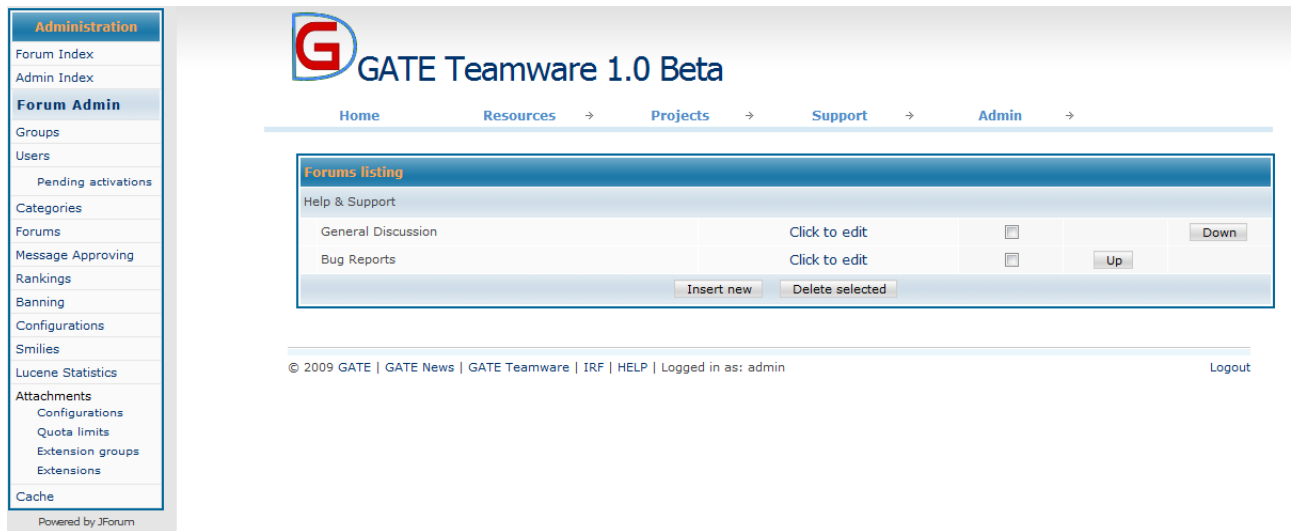 Administration
Forum Index
Admin Index
Forum Admin
Groups
Users
Pending activations
Categories
Forums
Message Approving
Rankings
Banning
Configurations
Smilies
Lucene Statistics
Attachments
Configurations
Quota limits
Extension groups
Extensions
Cache
Powered by JForum
G GATE Teamware 1.0 Beta
Home Resources → Projects → Support → Admin →
Forums listing
Help & Support
General Discussion Click to edit Down
Bug Reports Click to edit Up
Insert new Delete selected
© 2009 GATE | GATE News | GATE Teamware | IRF | HELP | Logged in as: admin Logout